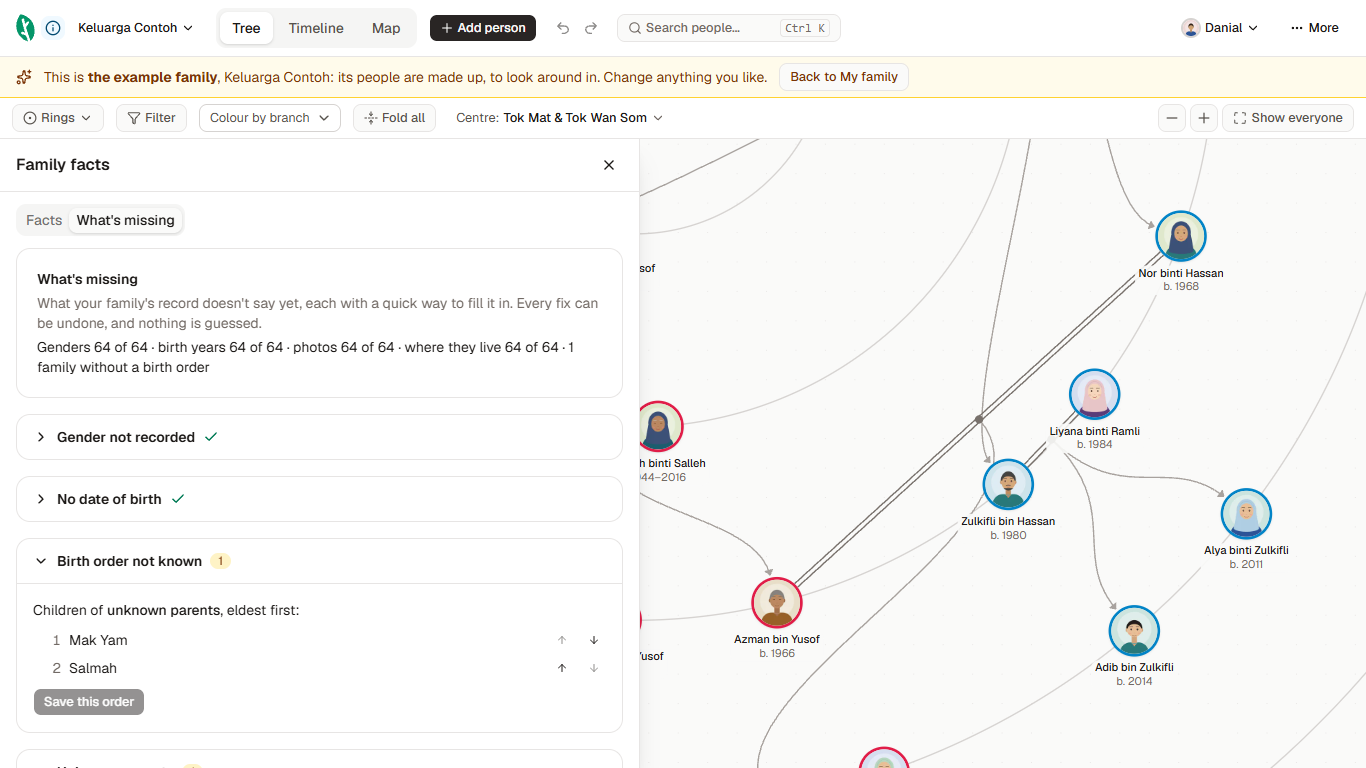 Keluarga Contoh
Tree
Timeline
Map
Add person
Search people...
Ctrl K
Danial
More
This is the example family, Keluarga Contoh: its people are made up, to look around in. Change anything you like.
Back to My family
Rings
Filter
Colour by branch
Fold all
Centre: Tok Mat & Tok Wan Som
Show everyone
Family facts
Facts
What's missing
What's missing
What your family's record doesn't say yet, each with a quick way to fill it in. Every fix can
be undone, and nothing is guessed.
Genders 64 of 64 · birth years 64 of 64 · photos 64 of 64 · where they live 64 of 64 · 1
family without a birth order
Gender not recorded
No date of birth
Birth order not known 1
Children of unknown parents, eldest first:
1 Mak Yam
2 Salmah
Save this order
Nor binti Hassan
b. 1968
Liyana binti Ramli
b. 1984
h binti Salleh
44–2016
Zulkifli bin Hassan
b. 1980
Alya binti Zulkifli
b. 2011
Azman bin Yusof
b. 1966
Yusof
Adib bin Zulkifli
b. 2014